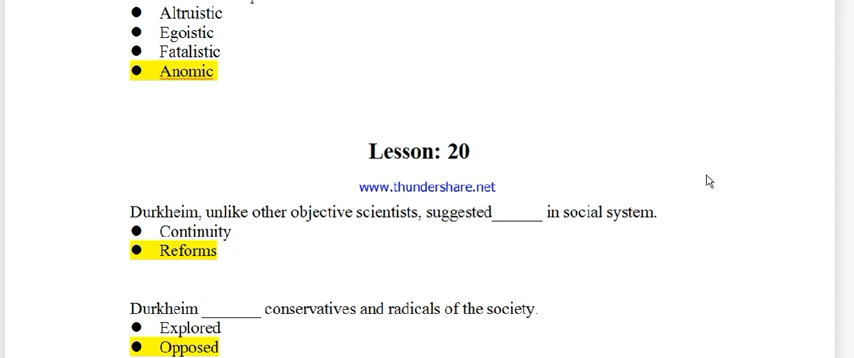 ● Altruistic
● Egoistic
● Fatalistic
● Anomic
Lesson: 20
www.thundershare.net
Durkheim, unlike other objective scientists, suggested______ in social system.
● Continuity
● Reforms
Durkheim _______ conservatives and radicals of the society.
● Explored
● Opposed